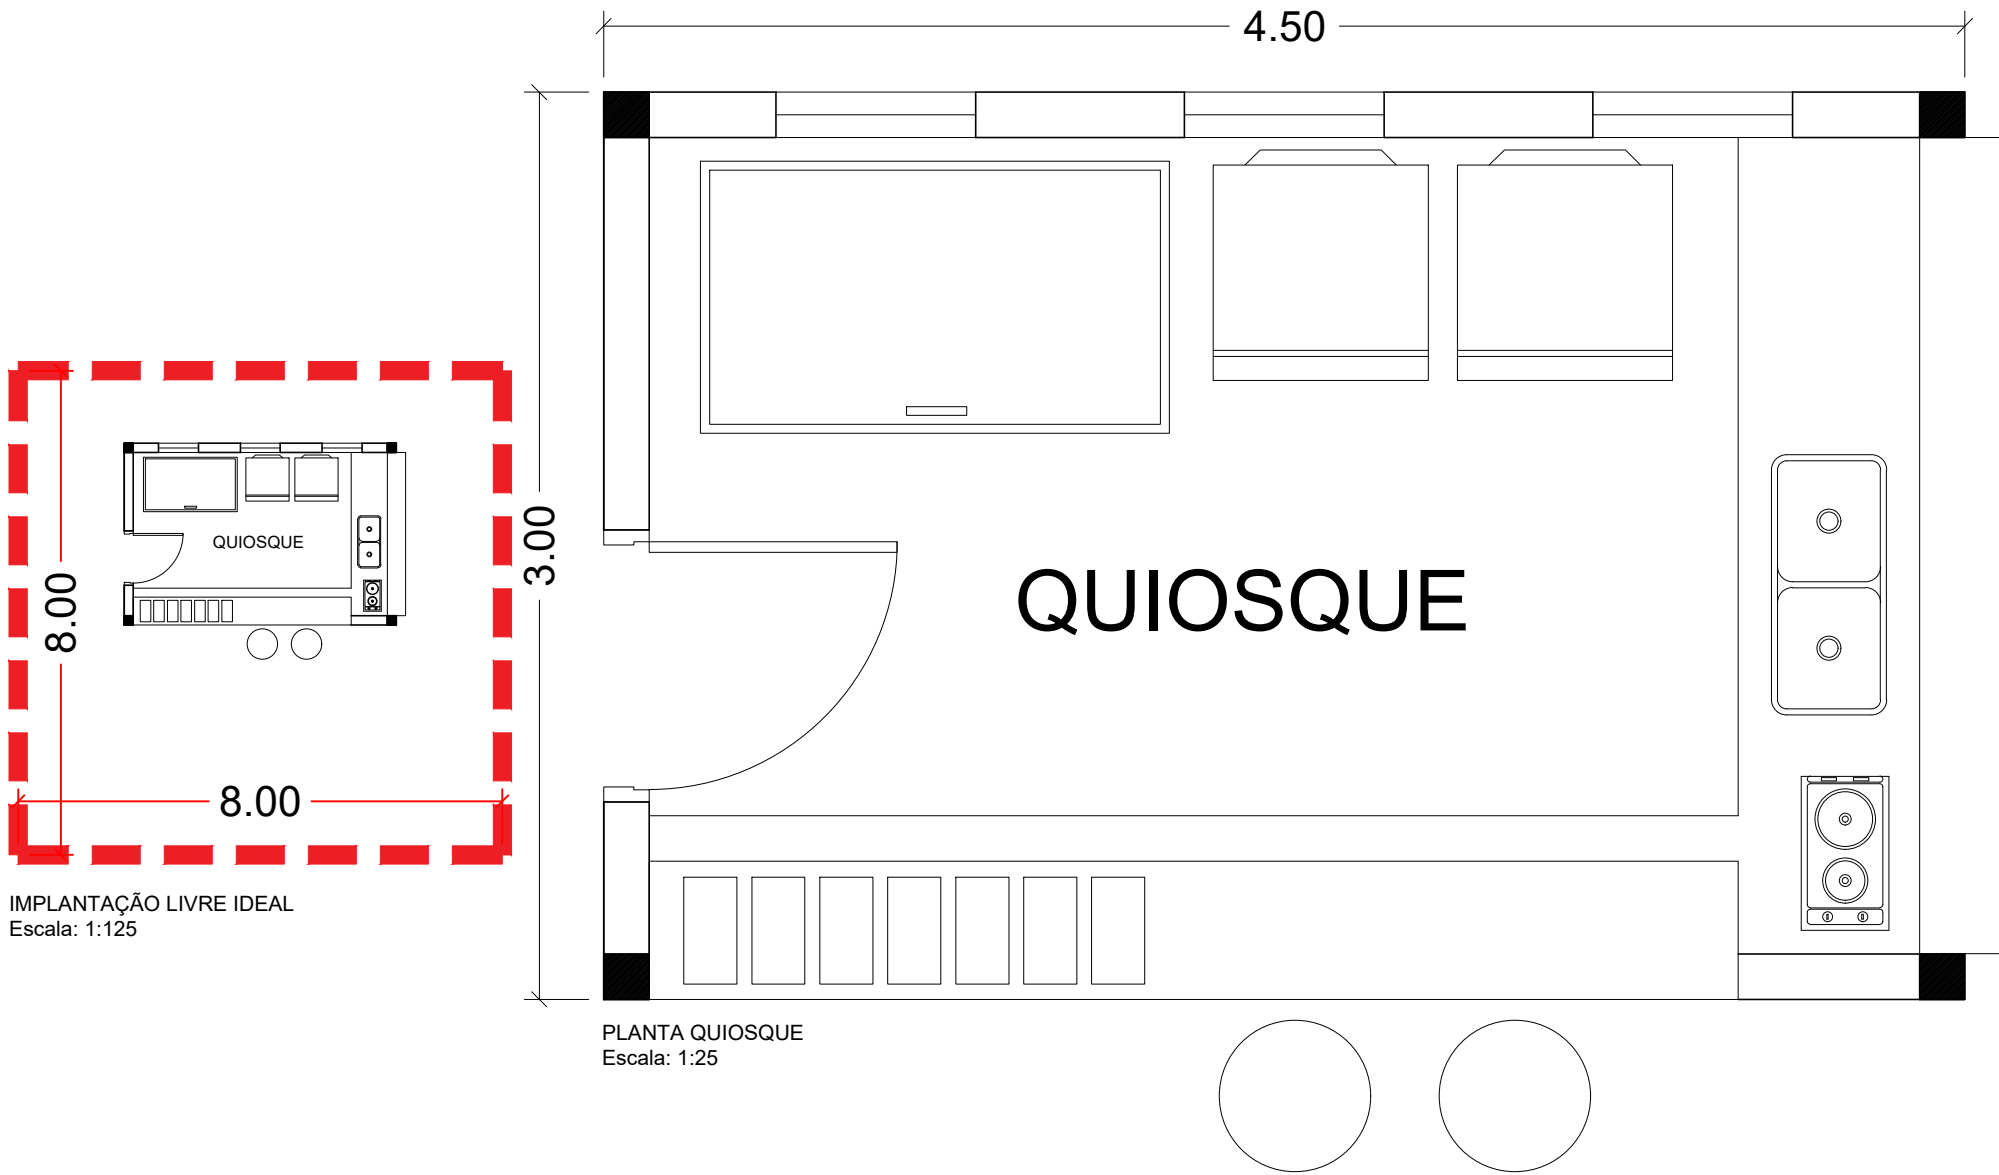 4.50
3.00
QUIOSQUE
PLANTA QUIOSQUE
Escala: 1:25
QUIOSQUE
8.00
8.00
IMPLANTAÇÃO LIVRE IDEAL
Escala: 1:125